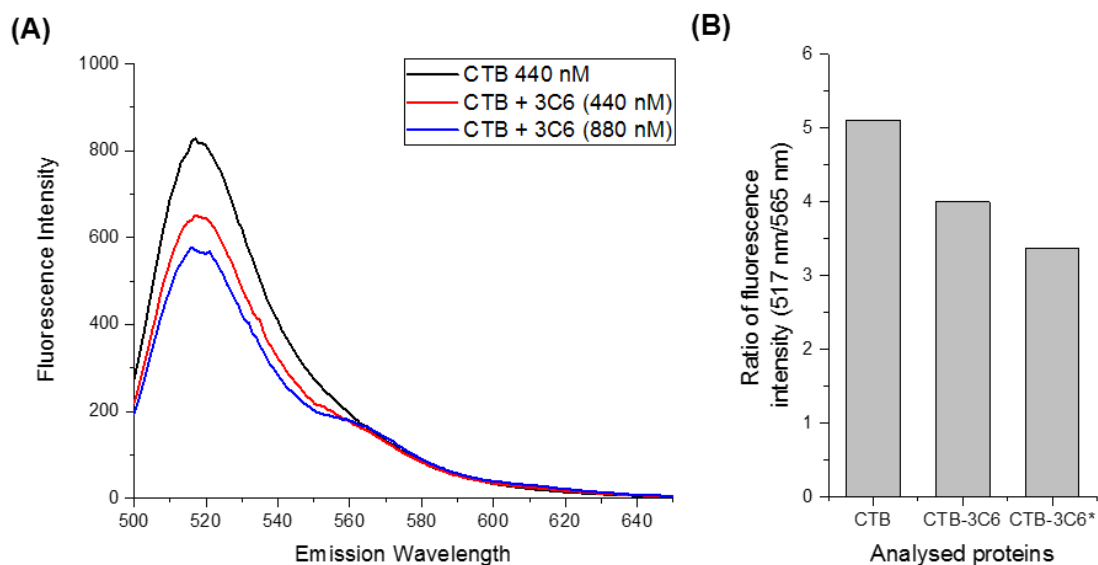 (A)
1000
800
600
400
200
0
Fluorescence Intensity
CTB 440 nM
CTB + 3C6 (440 nM)
CTB + 3C6 (880 nM)
500 520 540 560 580 600 620 640
Emission Wavelength
(B)
6
5
4
3
2
1
0
Ratio of fluorescence
intensity (517 nm/565 nm)
CTB CTB-3C6 CTB-3C6*
Analysed proteins